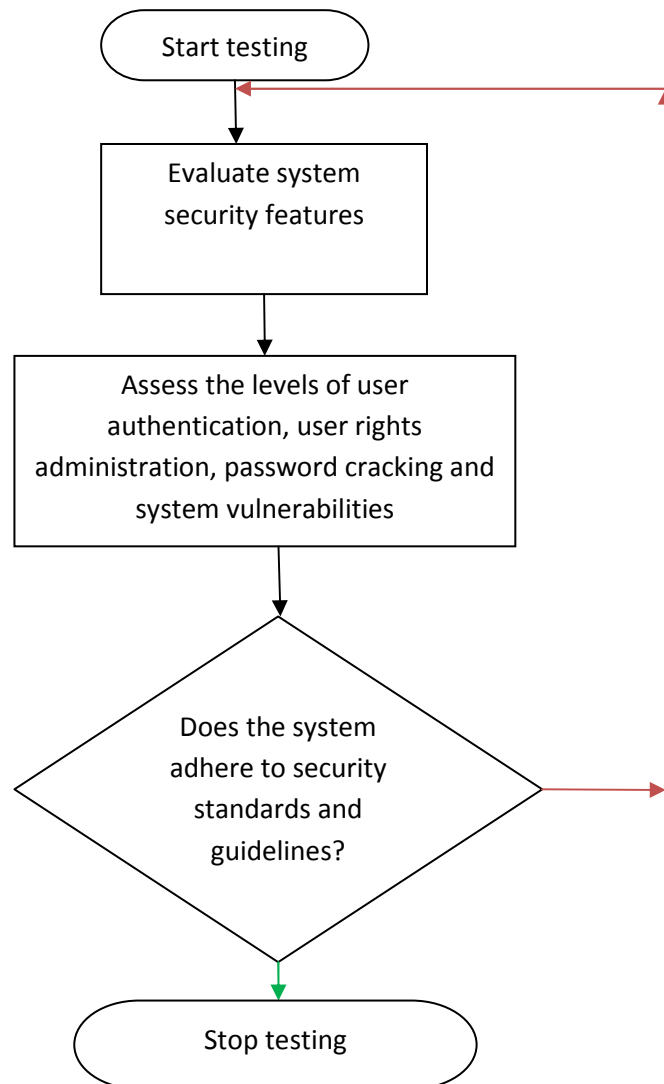 Start testing
Evaluate system
security features
Assess the levels of user
authentication, user rights
administration, password cracking and
system vulnerabilities
Does the system
adhere to security
standards and
guidelines?
Stop testing